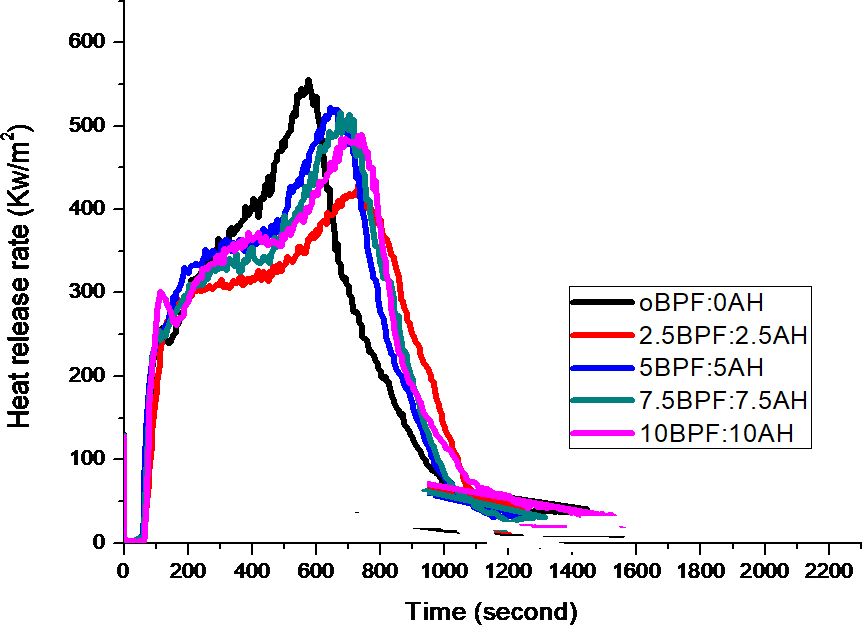 600
500
400
300
200
100
0
Heat release rate (Kw/m²)
oBPF:0AH
2.5BPF:2.5AH
5BPF:5AH
7.5BPF:7.5AH
10BPF:10AH
0 200 400 600 800 1000 1200 1400 1600 1800 2000 2200
Time (second)